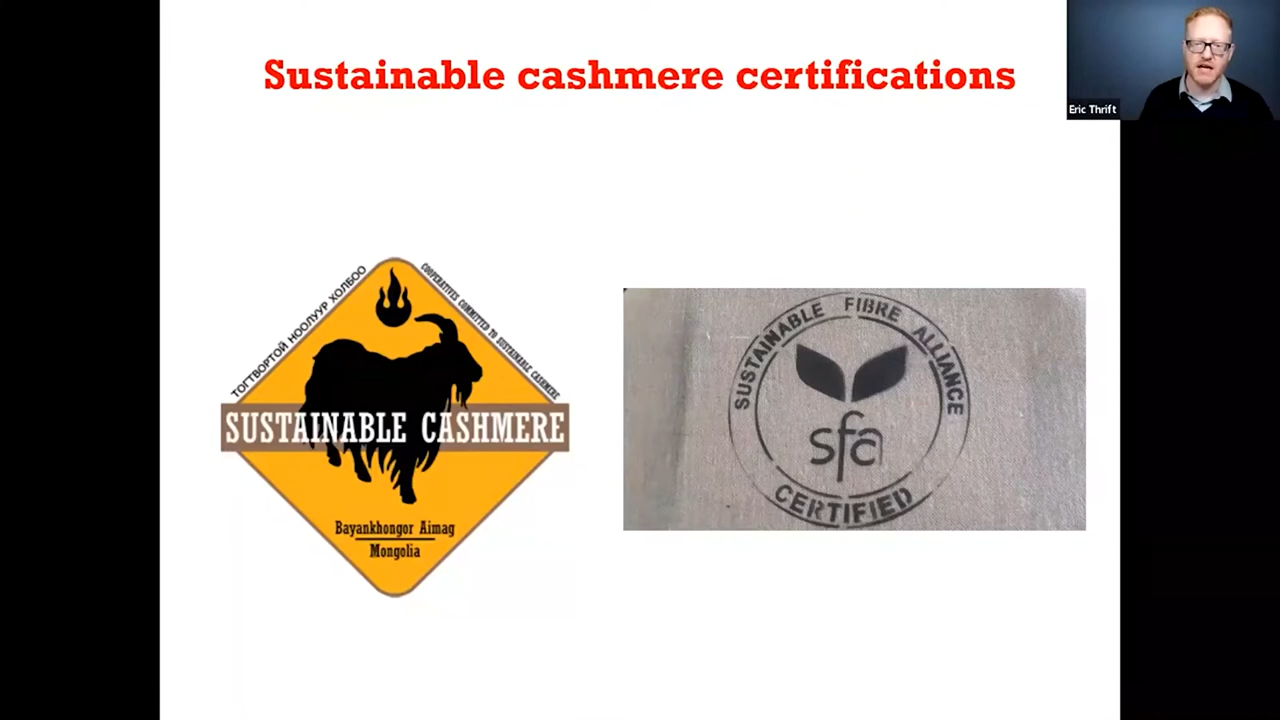 Sustainable cashmere certifications
Eric Thrift
ТОГТВОРТОЙ НООЛУУР ХОЛБОО
COOPERATIVES COMMITTED TO SUSTAINABLE CASHMERE
SUSTAINABLE CASHMERE
Bayankhongor Aimag
Mongolia
SUSTAINABLE FIBRE ALLIANCE
sfa
CERTIFIED